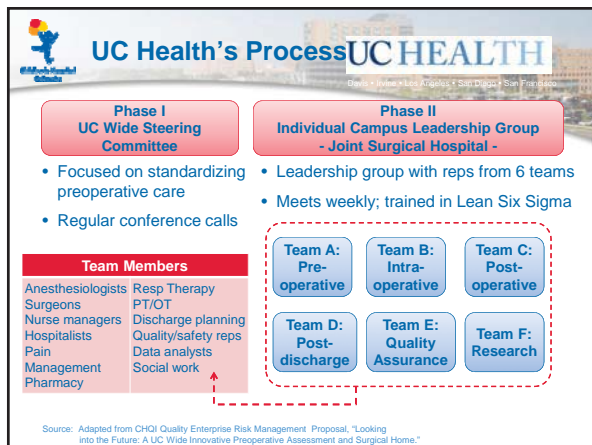 UC Health's Process
UC HEALTH
Davis • Irvine • Los Angeles • San Diego • San Francisco
Phase I
UC Wide Steering
Committee
• Focused on standardizing
preoperative care
• Regular conference calls
Phase II
Individual Campus Leadership Group
- Joint Surgical Hospital -
• Leadership group with reps from 6 teams
• Meets weekly; trained in Lean Six Sigma
Team Members
Anesthesiologists
Surgeons
Nurse managers
Hospitalists
Pain
Management
Pharmacy
Resp Therapy
PT/OT
Discharge planning
Quality/safety reps
Data analysts
Social work
Team A:
Pre-
operative
Team B:
Intra-
operative
Team C:
Post-
operative
Team D:
Post-
discharge
Team E:
Quality
Assurance
Team F:
Research
Source: Adapted from CHQI Quality Enterprise Risk Management Proposal, "Looking
into the Future: A UC Wide Innovative Preoperative Assessment and Surgical Home."